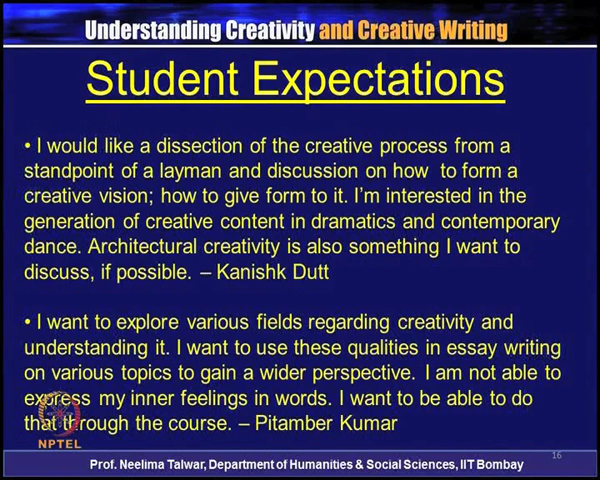 Understanding Creativity and Creative Writing
Student Expectations
• I would like a dissection of the creative process from a
standpoint of a layman and discussion on how to form a
creative vision; how to give form to it. I'm interested in the
generation of creative content in dramatics and contemporary
dance. Architectural creativity is also something I want to
discuss, if possible. – Kanishk Dutt
• I want to explore various fields regarding creativity and
understanding it. I want to use these qualities in essay writing
on various topics to gain a wider perspective. I am not able to
express my inner feelings in words. I want to be able to do
that through the course. – Pitamber Kumar
NPTEL
16
Prof. Neelima Talwar, Department of Humanities & Social Sciences, IIT Bombay